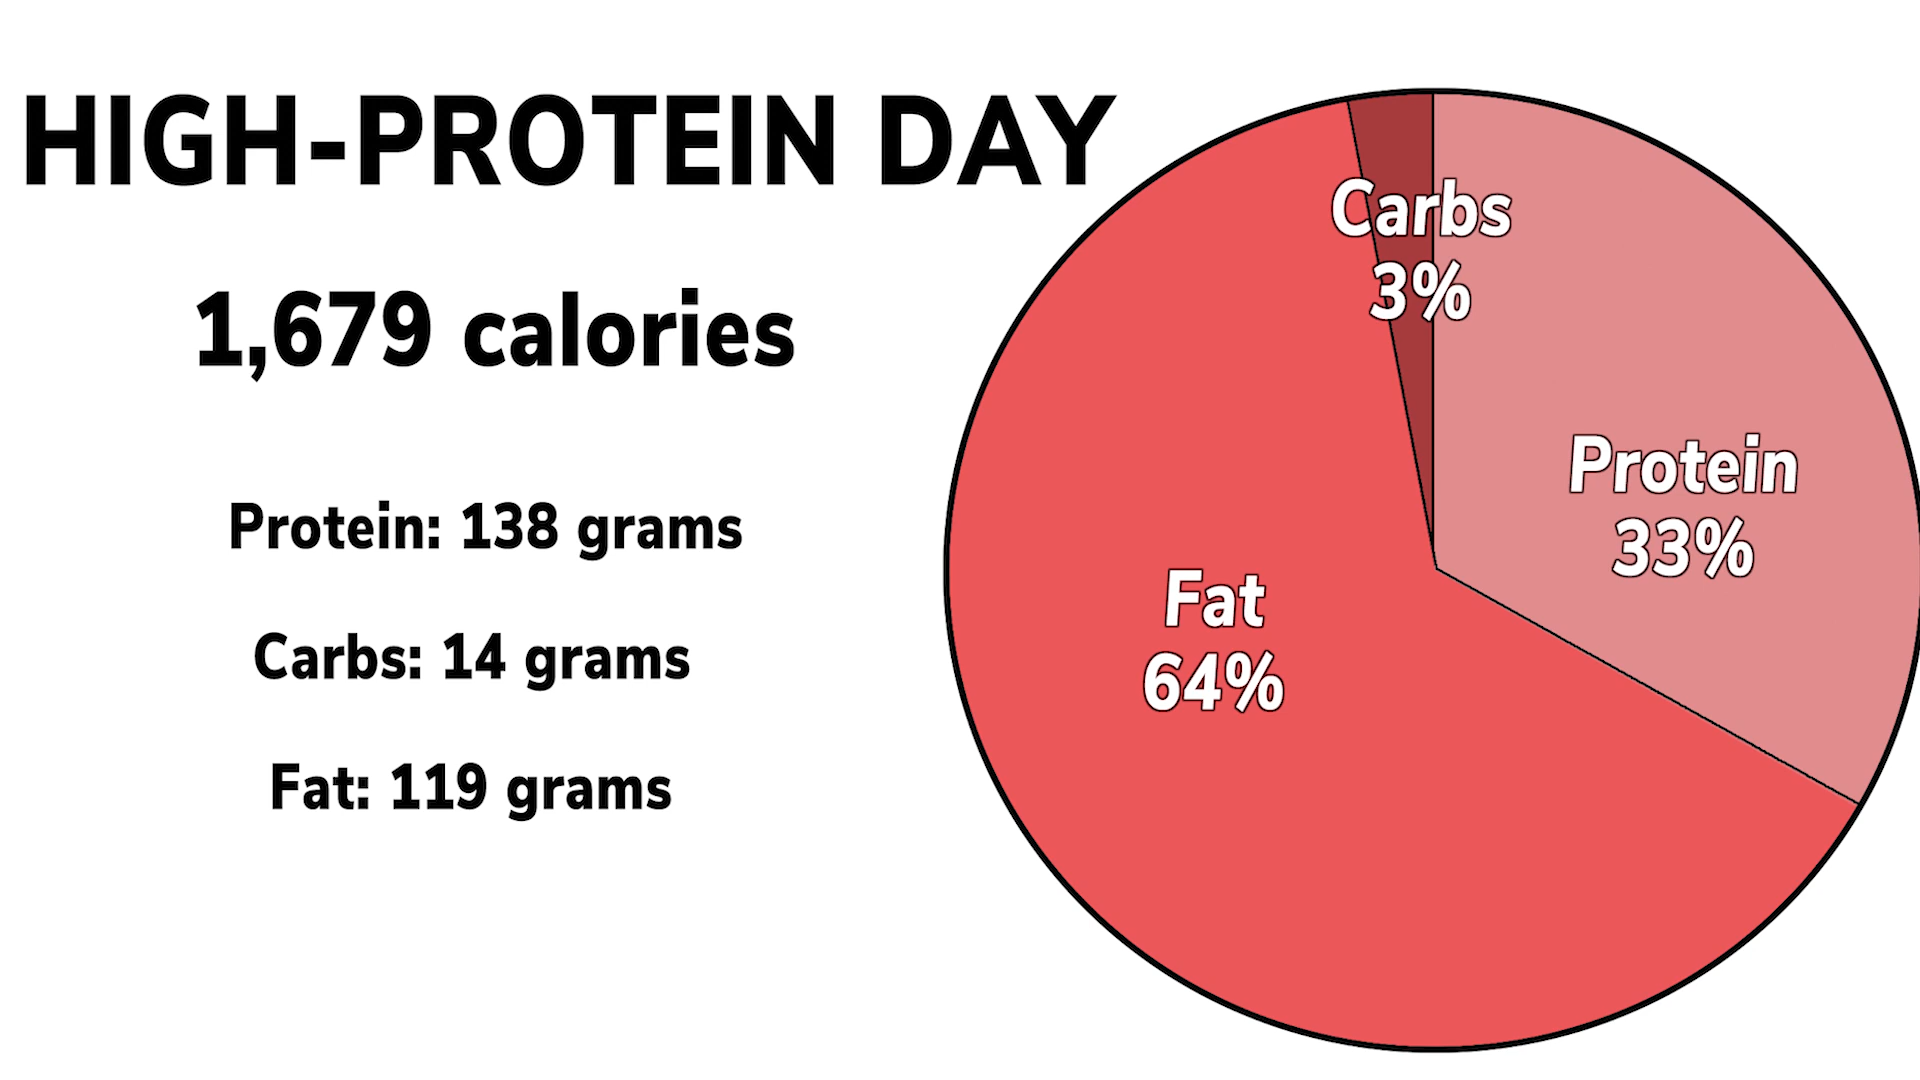 HIGH-PROTEIN DAY
1,679 calories
Protein: 138 grams
Carbs: 14 grams
Fat: 119 grams
Carbs
3%
Protein
33%
Fat
64%